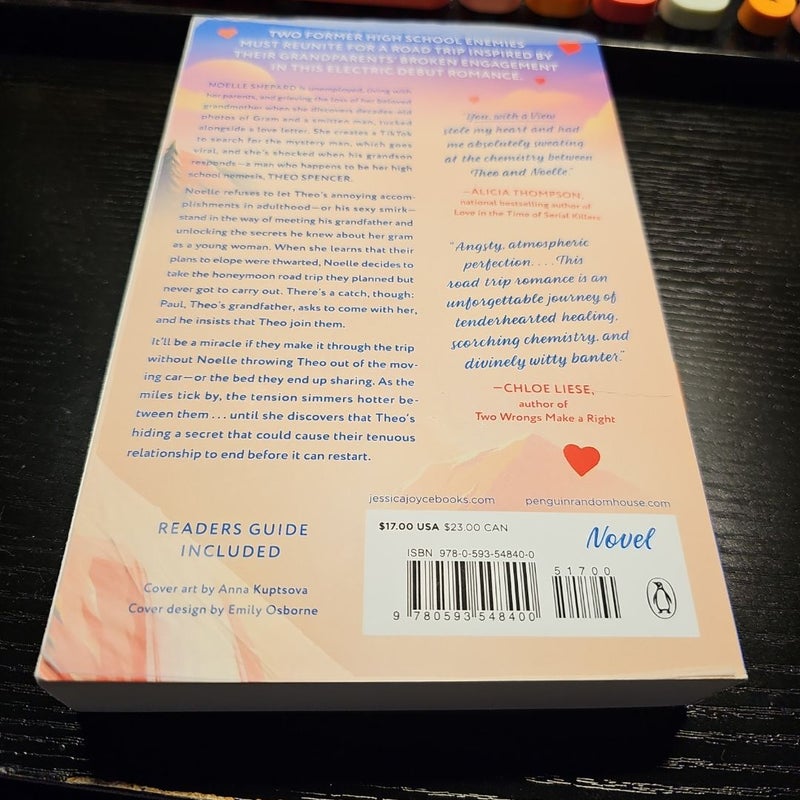 TWO FORMER HIGH SCHOOL ENEMIES
MUST REUNITE FOR A ROAD TRIP INSPIRED BY
THEIR GRANDPARENTS' BROKEN ENGAGEMENT
IN THIS ELECTRIC DEBUT ROMANCE.
NOELLE SHEPARD is unemployed, living with
her parents, and grieving the loss of her beloved
grandmother when she discovers decades-old
photos of Gram and a smitten man, tucked
alongside a love letter. She creates a TikTok
to search for the mystery man, which goes
viral, and she's shocked when his grandson
responds—a man who happens to be her high
school nemesis, THEO SPENCER.
Noelle refuses to let Theo's annoying accom-
plishments in adulthood—or his sexy smirk—
stand in the way of meeting his grandfather and
unlocking the secrets he knew about her gram
as a young woman. When she learns that their
plans to elope were thwarted, Noelle decides to
take the honeymoon road trip they planned but
never got to carry out. There's a catch, though:
Paul, Theo's grandfather, asks to come with her,
and he insists that Theo join them.
It'll be a miracle if they make it through the trip
without Noelle throwing Theo out of the mov-
ing car—or the bed they end up sharing. As the
miles tick by, the tension simmers hotter be-
tween them . . . until she discovers that Theo's
hiding a secret that could cause their tenuous
relationship to end before it can restart.
"You, with a View
stole my heart and had
me absolutely sweating
at the chemistry between
Theo and Noelle."
—ALICIA THOMPSON,
national bestselling author of
Love in the Time of Serial Killers
"Angsty, atmospheric
perfection. . . . This
road trip romance is an
unforgettable journey of
tenderhearted healing,
scorching chemistry, and
divinely witty banter."
—CHLOE LIESE,
author of
Two Wrongs Make a Right
jessicajoycebooks.com penguinrandomhouse.com
READERS GUIDE
INCLUDED
Cover art by Anna Kuptsova
Cover design by Emily Osborne
$17.00 USA $23.00 CAN
Novel
ISBN 978-0-593-54840-0
51700
9 780593 548400